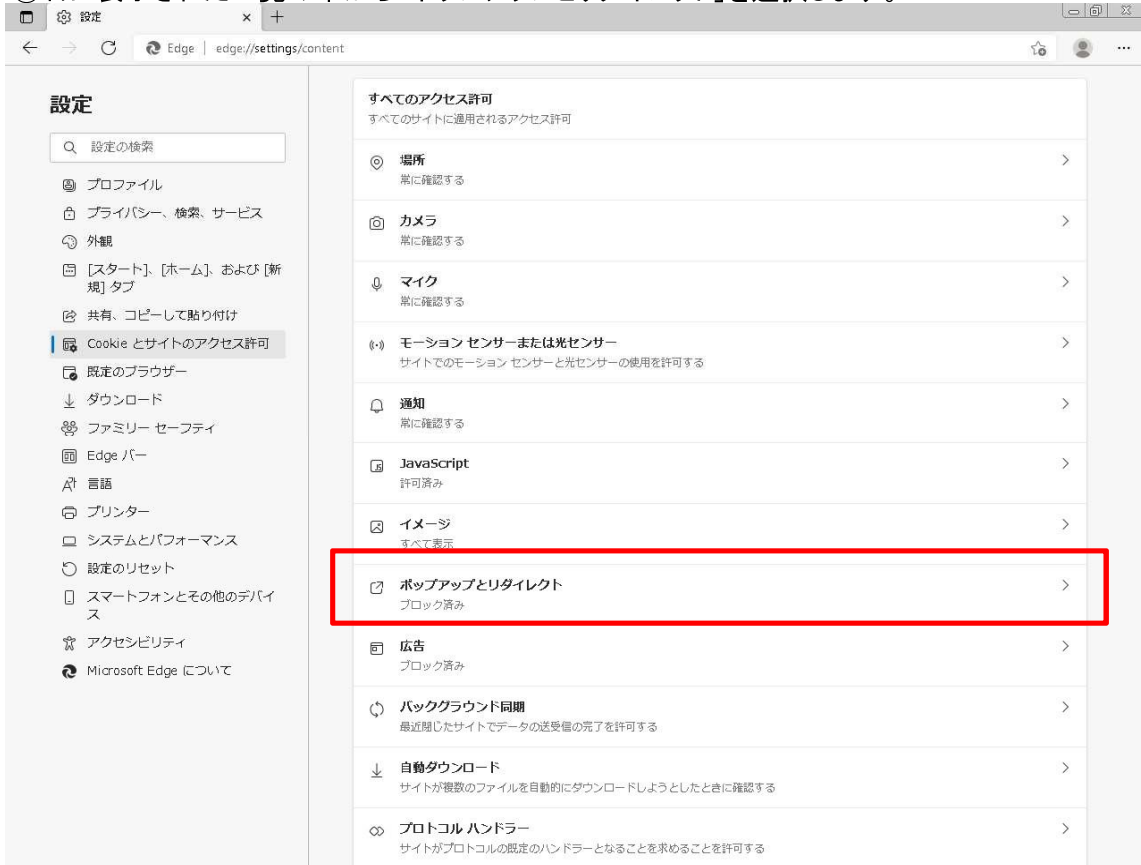 を選択します。
設定
Edge | edge://settings/content
設定
設定の検索
プロファイル
プライバシー、検索、サービス
外観
[スタート]、[ホーム]、および [新
規] タブ
共有、コピーして貼り付け
Cookie とサイトのアクセス許可
既定のブラウザー
ダウンロード
ファミリー セーフティ
Edge バー
言語
プリンター
システムとパフォーマンス
設定のリセット
スマートフォンとその他のデバイ
ス
アクセシビリティ
Microsoft Edge について
すべてのアクセス許可
すべてのサイトに適用されるアクセス許可
場所
常に確認する
カメラ
常に確認する
マイク
常に確認する
モーション センサーまたは光センサー
サイトでのモーション センサーと光センサーの使用を許可する
通知
常に確認する
JavaScript
許可済み
イメージ
すべて表示
ポップアップとリダイレクト
ブロック済み
広告
ブロック済み
バックグラウンド同期
最近閉じたサイトでデータの送受信の完了を許可する
自動ダウンロード
サイトが複数のファイルを自動的にダウンロードしようとしたときに確認する
プロトコル ハンドラー
サイトがプロトコルの既定のハンドラーとなることを求めることを許可する